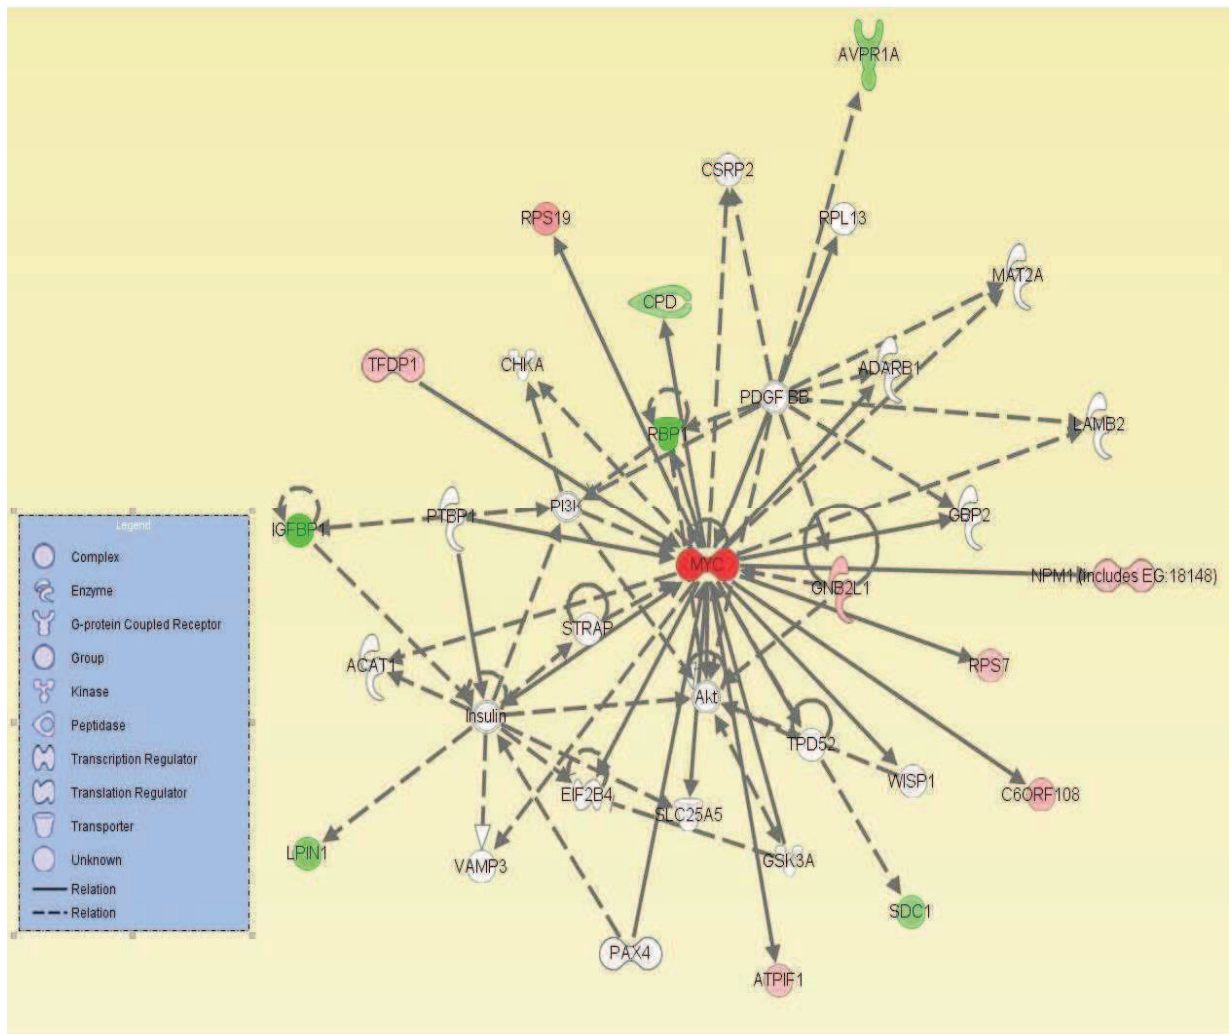 AVPR1A
CSRP2
RPS19
RPL13
MAT2A
CPD
TFDP1
CHKA
ADARB1
PDGF BB
LAMB2
RBP1
PI3K
IGFBP1
PTBP1
GBP2
MYC
GNB2L1
NPM1 (includes EG:18148)
STRAP
ACAT1
RPS7
Akt
Insulin
TPD52
WISP1
EIF2B4
C6ORF108
SLC25A5
LPIN1
VAMP3
GSK3A
SDC1
PAX4
ATPIF1
Legend
Complex
Enzyme
G-protein Coupled Receptor
Group
Kinase
Peptidase
Transcription Regulator
Translation Regulator
Transporter
Unknown
Relation
Relation